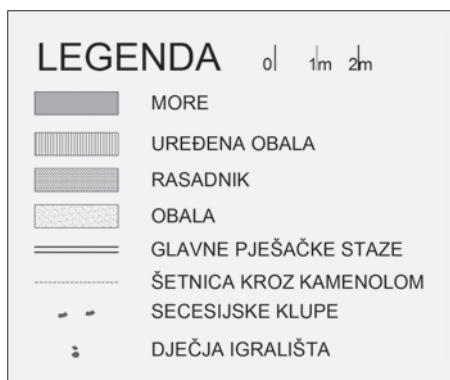 LEGENDA 0 1m 2m
MORE
UREĐENA OBALA
RASADNIK
OBALA
GLAVNE PJEŠAČKE STAZE
ŠETNICA KROZ KAMENOLOM
SECESIJSKE KLUPE
DJEČJA IGRALIŠTA